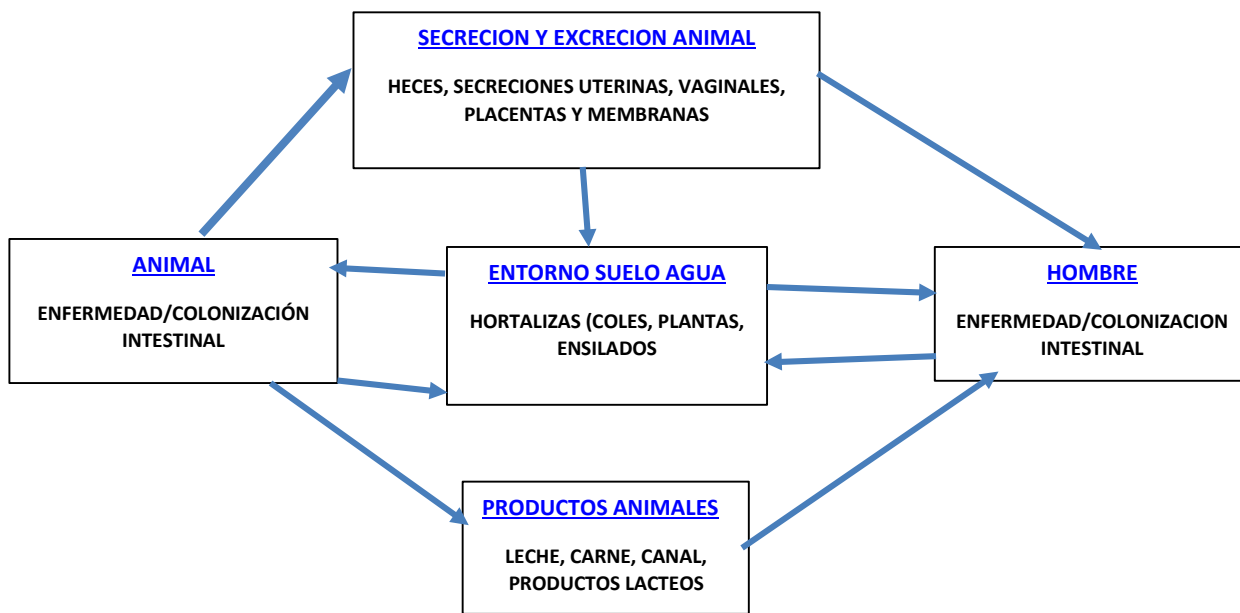 SECRECION Y EXCRECION ANIMAL
HECES, SECRECIONES UTERINAS, VAGINALES,
PLACENTAS Y MEMBRANAS
ANIMAL
ENFERMEDAD/COLONIZACIÓN
INTESTINAL
ENTORNO SUELO AGUA
HORTALIZAS (COLES, PLANTAS,
ENSILADOS
HOMBRE
ENFERMEDAD/COLONIZACION
INTESTINAL
PRODUCTOS ANIMALES
LECHE, CARNE, CANAL,
PRODUCTOS LACTEOS